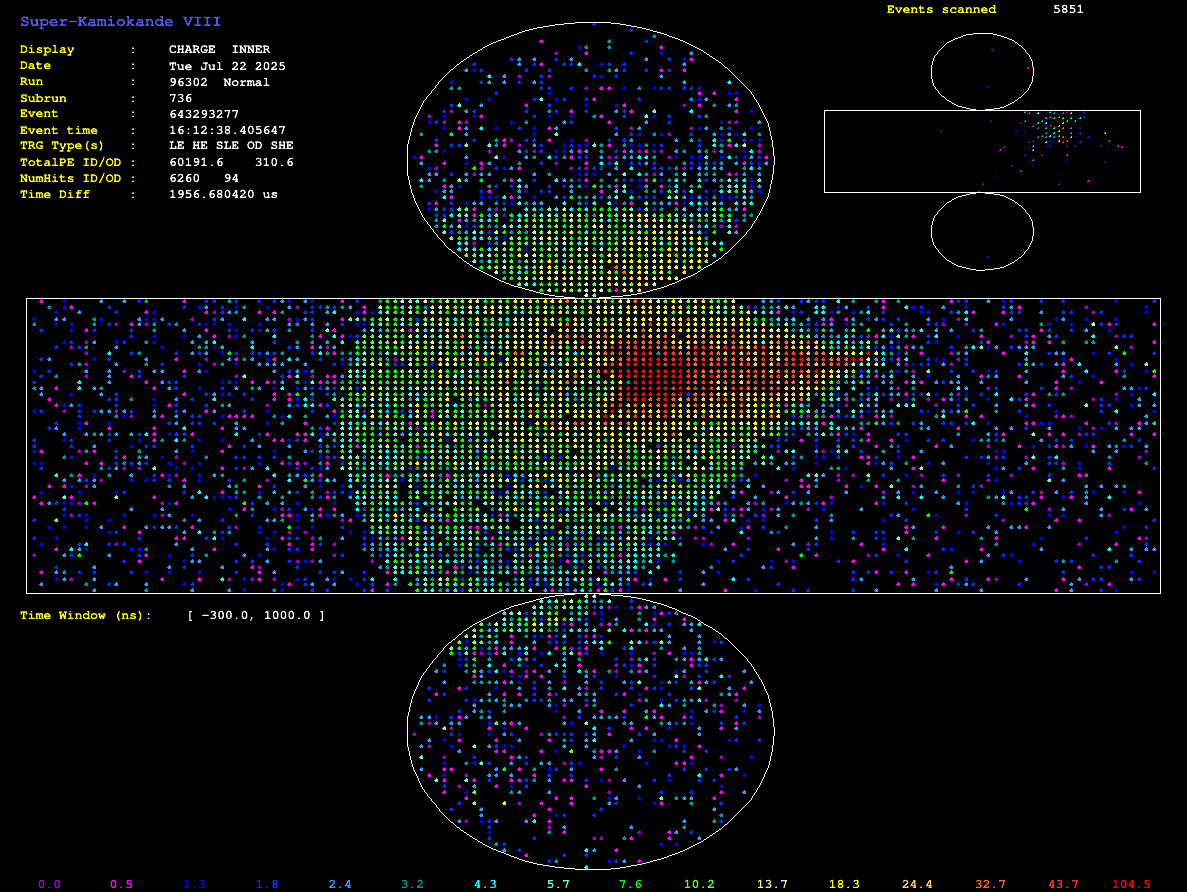 Super-Kamiokande VIII
Events scanned 5851
Display : CHARGE INNER
Date : Tue Jul 22 2025
Run : 96302 Normal
Subrun : 736
Event : 643293277
Event time : 16:12:38.405647
TRG Type(s) : LE HE SLE OD SHE
TotalPE ID/OD : 60191.6 310.6
NumHits ID/OD : 6260 94
Time Diff : 1956.680420 us
Time Window (ns): [ -300.0, 1000.0 ]
0.0 0.5 1.3 1.8 2.4 3.2 4.3 5.7 7.6 10.2 13.7 18.3 24.4 32.7 43.7 104.5